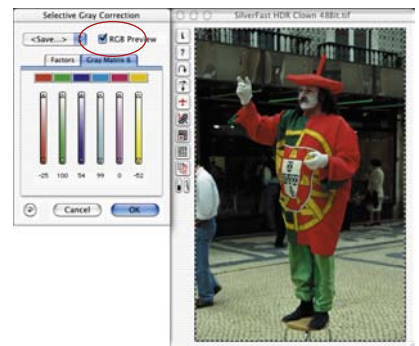 Selective Gray Correction
<Save...>
RGB Preview
Factors
Gray Matrix 6
-25 100 54 99 0 -52
Cancel
OK
SilverFast HDR Clown 48Bit.tif
?